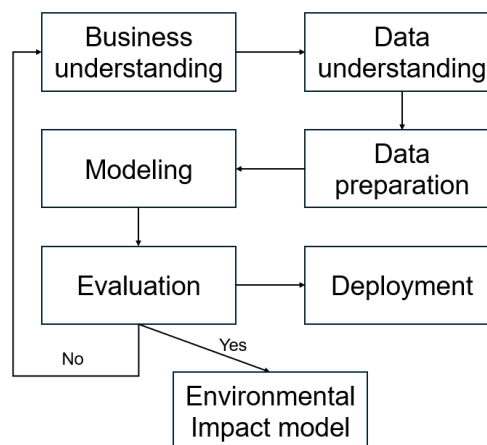 Business
understanding
Data
understanding
Modeling
Data
preparation
Evaluation
Deployment
No
Yes
Environmental
Impact model